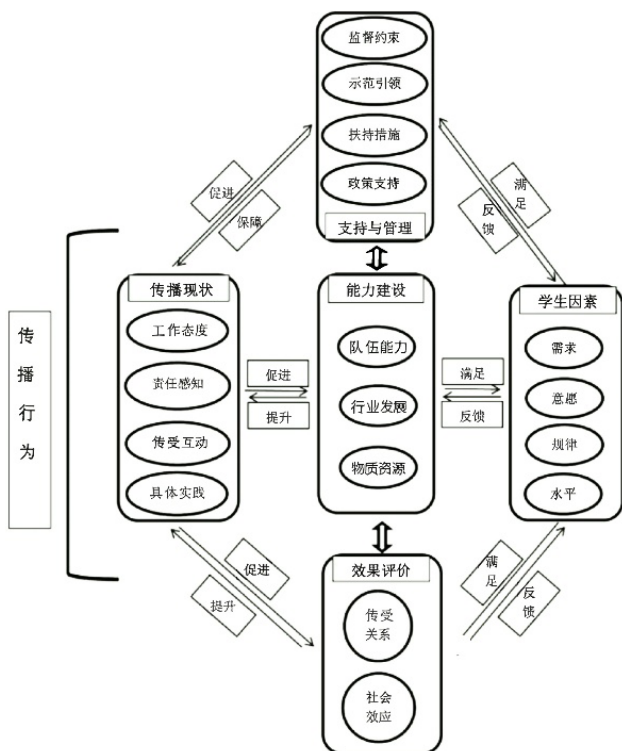 监督约束
示范引领
扶持措施
政策支持
支持与管理
促进
保障
满足
反馈
传播行为
传播现状
工作态度
责任感知
传受互动
具体实践
促进
提升
能力建设
队伍能力
行业发展
物质资源
满足
反馈
学生因素
需求
意愿
规律
水平
促进
提升
效果评价
传受
关系
社会
效应
满足
反馈